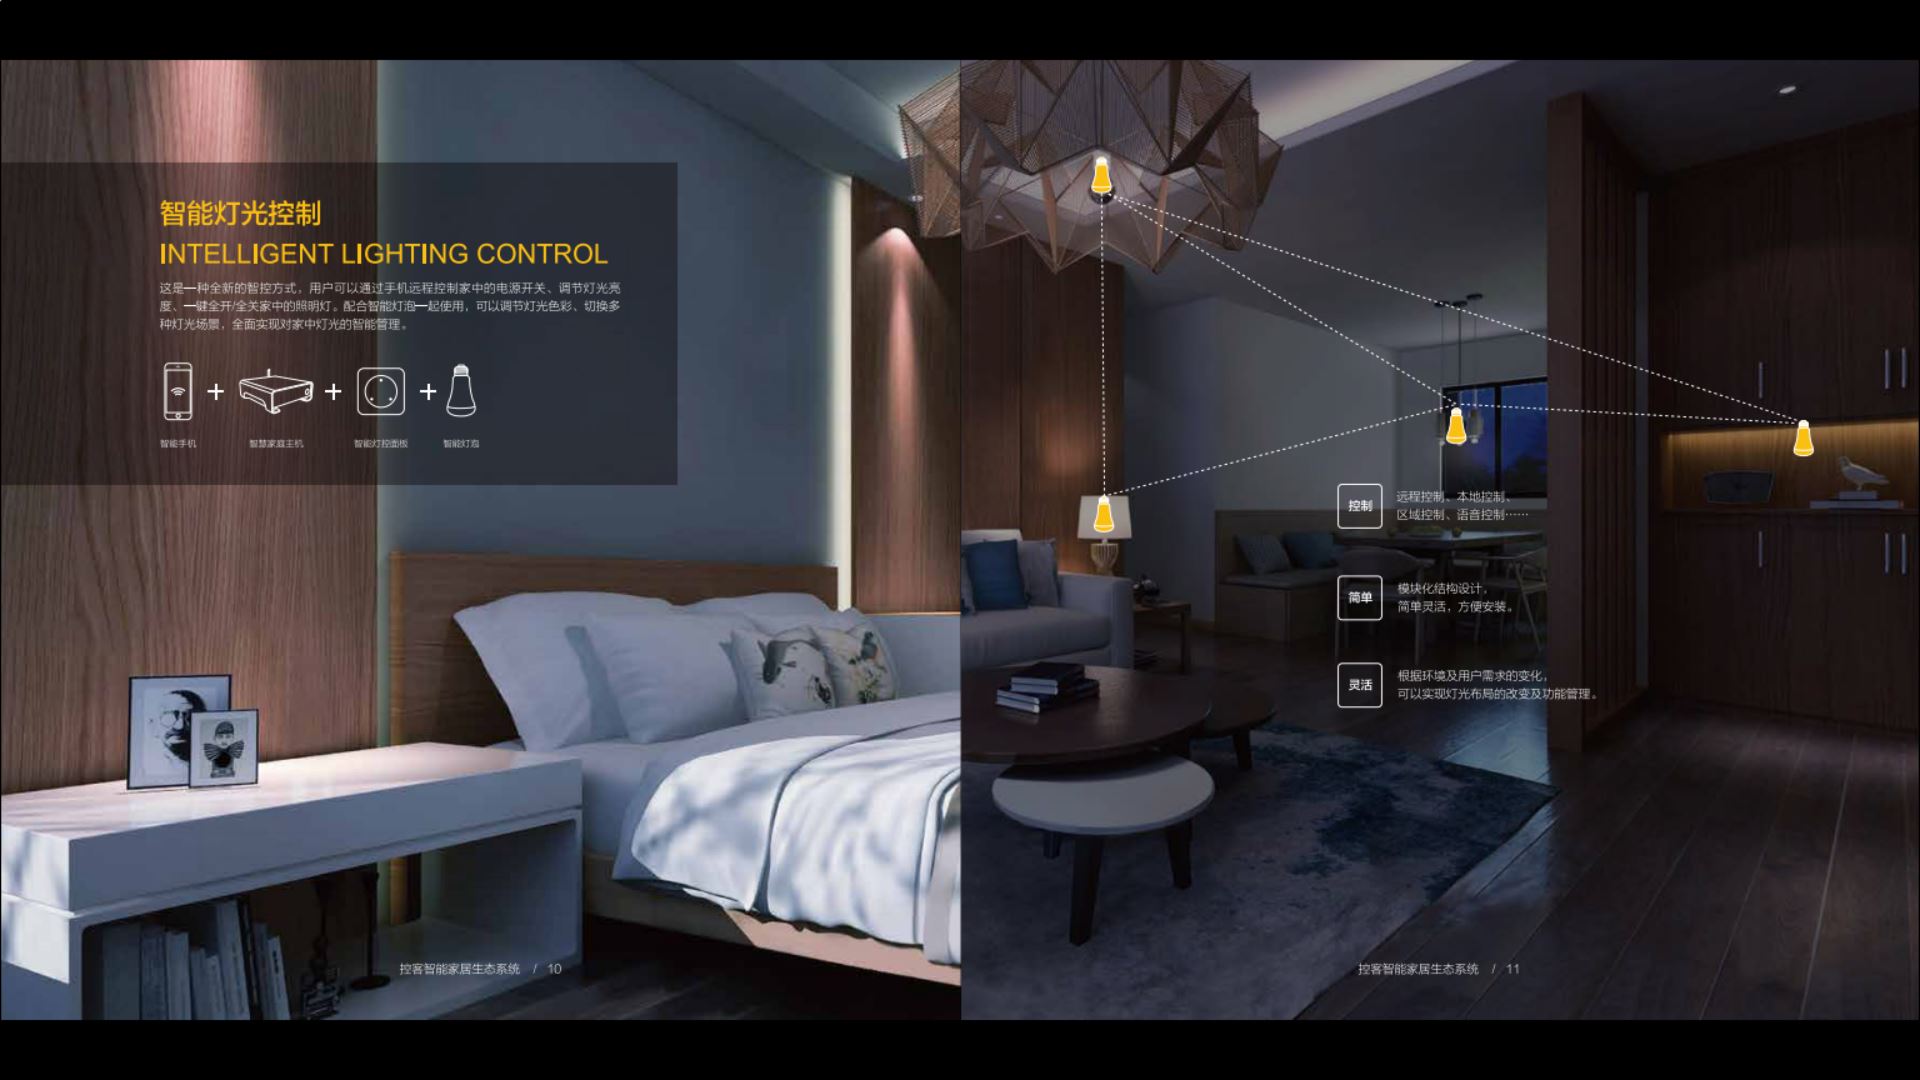 智能灯光控制
INTELLIGENT LIGHTING CONTROL
这是一种全新的智控方式，用户可以通过手机远程控制家中的电源开关、调节灯光亮
度、一键全开/全关家中的照明灯。配合智能灯泡一起使用，可以调节灯光色彩、切换多
种灯光场景，全面实现对家中灯光的智能管理。
+ + +
智能手机 智慧家庭主机 智能灯控面板 智能灯泡
控制
远程控制、本地控制、
区域控制、语音控制……
简单
模块化结构设计，
简单灵活，方便安装。
灵活
根据环境及用户需求的变化，
可以实现灯光布局的改变及功能管理。
控客智能家居生态系统 / 10
控客智能家居生态系统 / 11